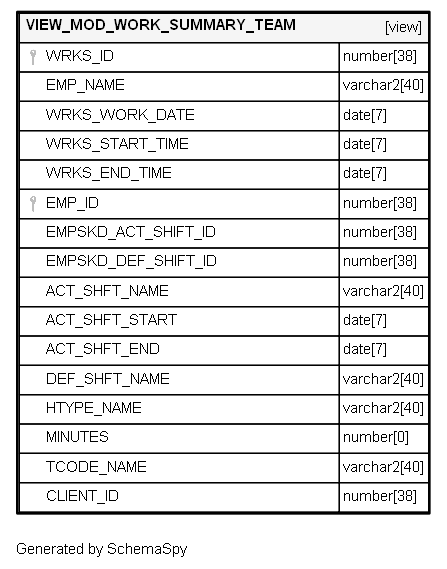 VIEW_MOD_WORK_SUMMARY_TEAM [view]
WRKS_ID number[38]
EMP_NAME varchar2[40]
WRKS_WORK_DATE date[7]
WRKS_START_TIME date[7]
WRKS_END_TIME date[7]
EMP_ID number[38]
EMPSKD_ACT_SHIFT_ID number[38]
EMPSKD_DEF_SHIFT_ID number[38]
ACT_SHFT_NAME varchar2[40]
ACT_SHFT_START date[7]
ACT_SHFT_END date[7]
DEF_SHFT_NAME varchar2[40]
HTYPE_NAME varchar2[40]
MINUTES number[0]
TCODE_NAME varchar2[40]
CLIENT_ID number[38]
Generated by SchemaSpy